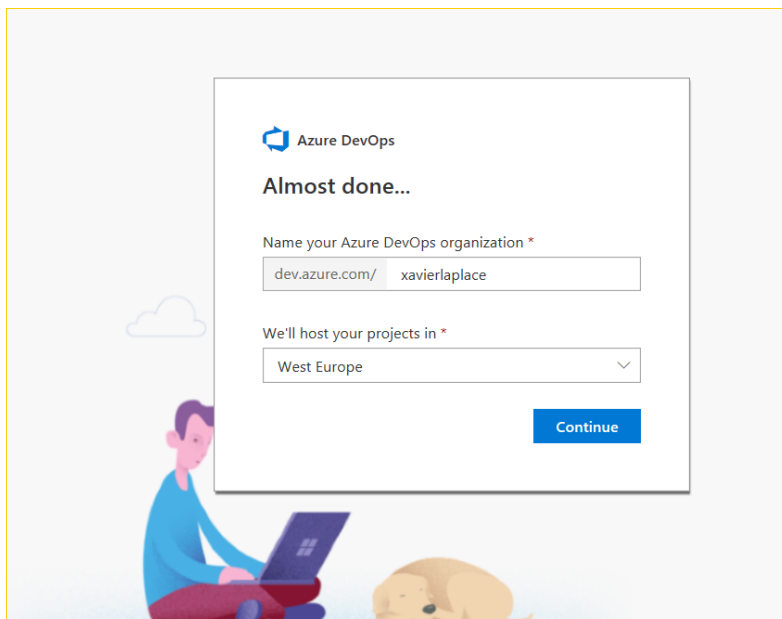 Azure DevOps
Almost done...
Name your Azure DevOps organization *
dev.azure.com/ xavierlaplace
We'll host your projects in *
West Europe
Continue